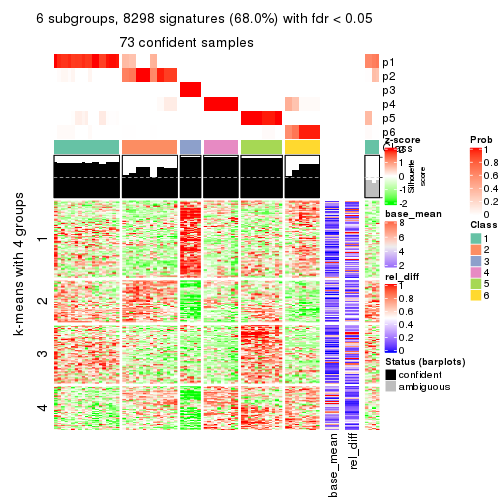 6 subgroups, 8298 signatures (68.0%) with fdr < 0.05
73 confident samples
p1
p2
p3
p4
p5
p6
Class
Silhouette
score
1
0.5
0
k-means with 4 groups
1
2
3
4
base_mean
rel_diff
z-score
2
1
0
-1
-2
base_mean
8
6
4
2
rel_diff
1
0.8
0.6
0.4
0.2
0
Status (barplots)
confident
ambiguous
Prob
1
0.8
0.6
0.4
0.2
0
Class
1
2
3
4
5
6